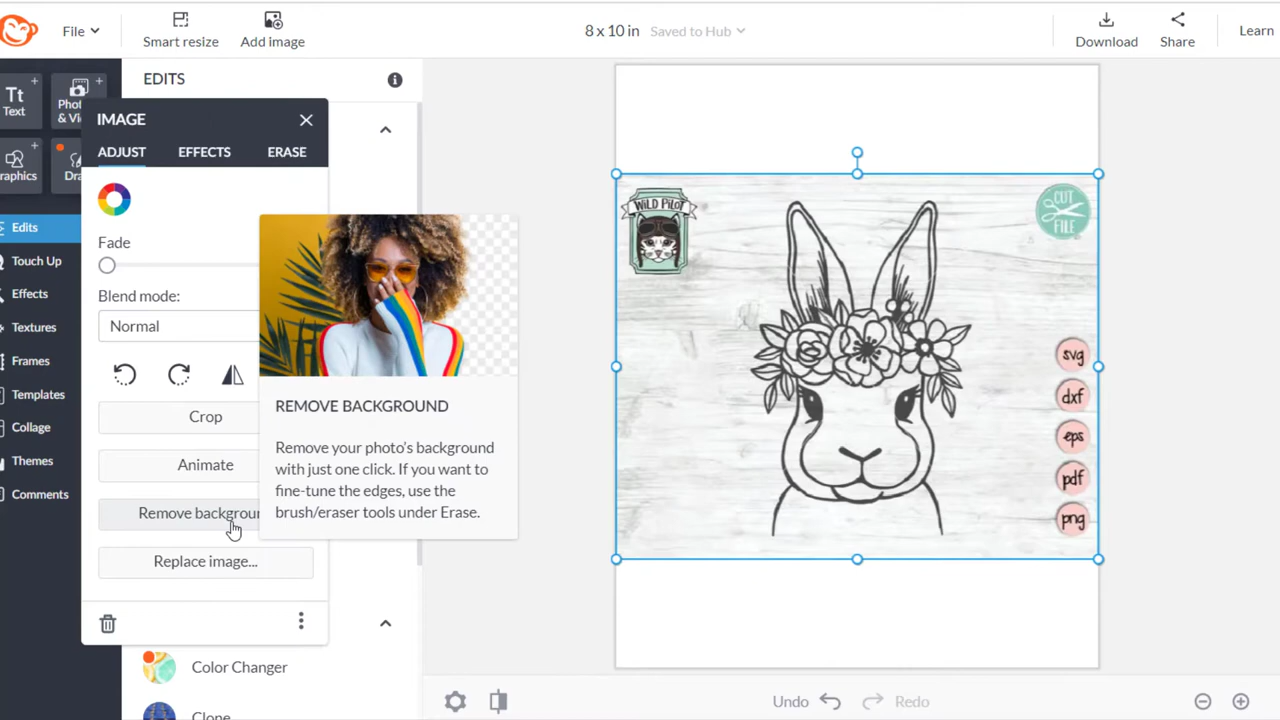 File
Smart resize
Add image
8 x 10 in
Saved to Hub
Download
Share
Learn
Text
Phot
& Vi
raphics
Dra
EDITS
IMAGE
ADJUST
EFFECTS
ERASE
Fade
Blend mode:
Normal
Crop
Animate
Remove backgroun
Replace image...
Edits
Touch Up
Effects
Textures
Frames
Templates
Collage
Themes
Comments
REMOVE BACKGROUND
Remove your photo's background
with just one click. If you want to
fine-tune the edges, use the
brush/eraser tools under Erase.
Color Changer
Clone
WiLD PiLOT
CUT
FILE
svg
dxf
eps
pdf
png
Undo
Redo